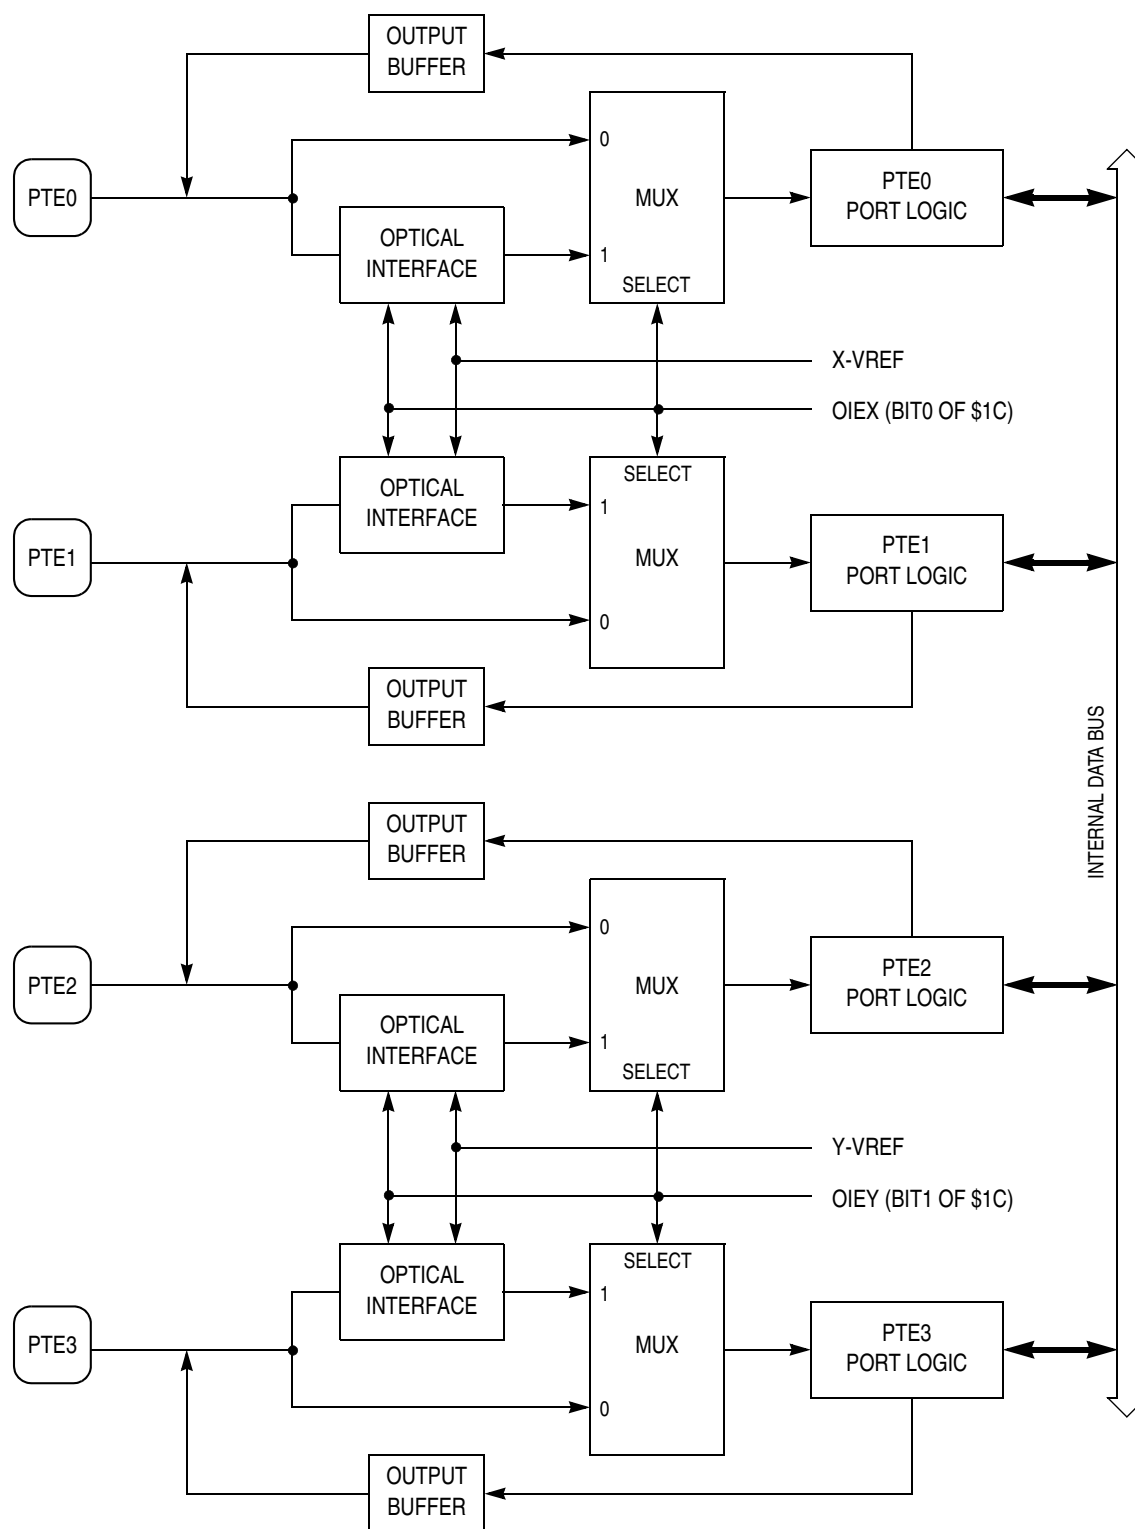 OUTPUT
BUFFER
0
PTE0
MUX
PTE0
PORT LOGIC
OPTICAL
INTERFACE
1
SELECT
X-VREF
OIEX (BIT0 OF $1C)
SELECT
OPTICAL
INTERFACE
1
PTE1
MUX
PTE1
PORT LOGIC
0
OUTPUT
BUFFER
INTERNAL DATA BUS
OUTPUT
BUFFER
0
PTE2
MUX
PTE2
PORT LOGIC
OPTICAL
INTERFACE
1
SELECT
Y-VREF
OIEY (BIT1 OF $1C)
SELECT
OPTICAL
INTERFACE
1
PTE3
MUX
PTE3
PORT LOGIC
0
OUTPUT
BUFFER